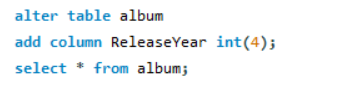 alter table album
add column ReleaseYear int(4);
select * from album;